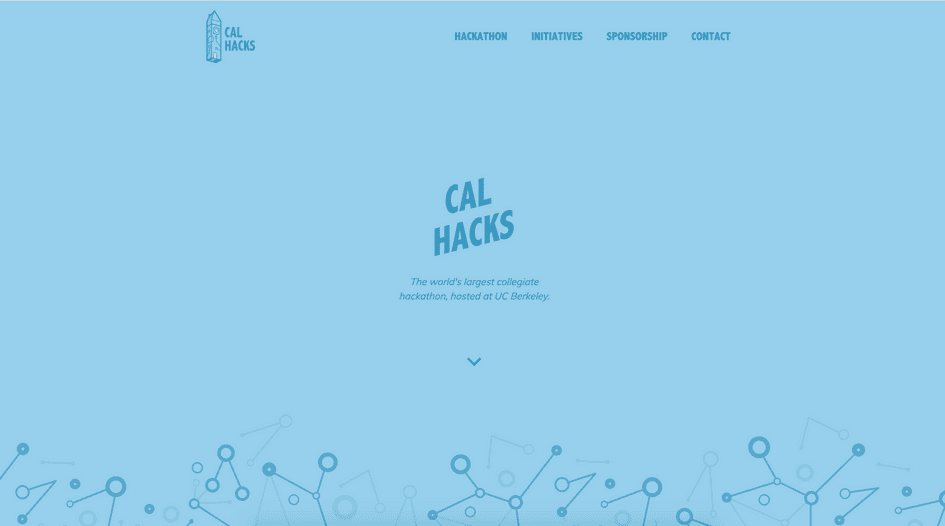 CAL
HACKS
HACKATHON INITIATIVES SPONSORSHIP CONTACT
CAL
HACKS
The world's largest collegiate
hackathon, hosted at UC Berkeley.